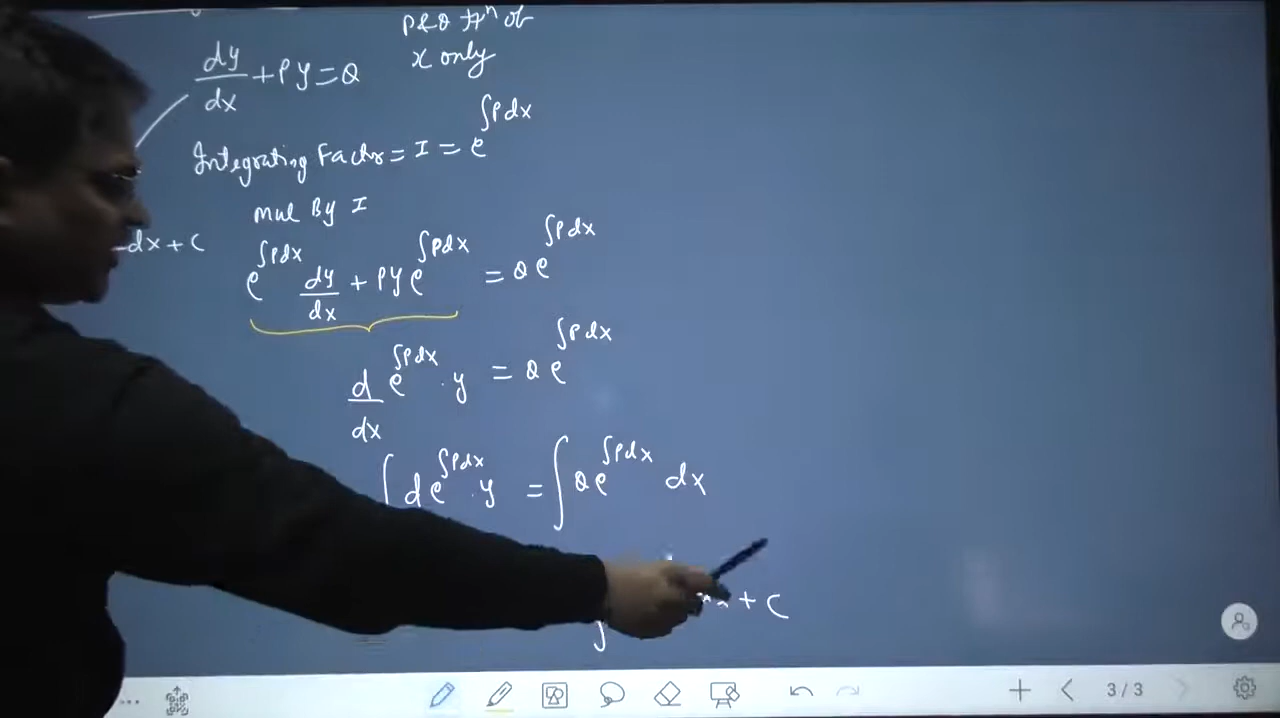 P&Q fⁿ of
x only
dy/dx + Py = Q
Integrating Factor = I = e^∫Pdx
mul By I
dx + C
e^∫Pdx dy/dx + Py e^∫Pdx = Q e^∫Pdx
d/dx e^∫Pdx · y = Q e^∫Pdx
∫ d e^∫Pdx · y = ∫ Q e^∫Pdx dx
+ C
3 / 3